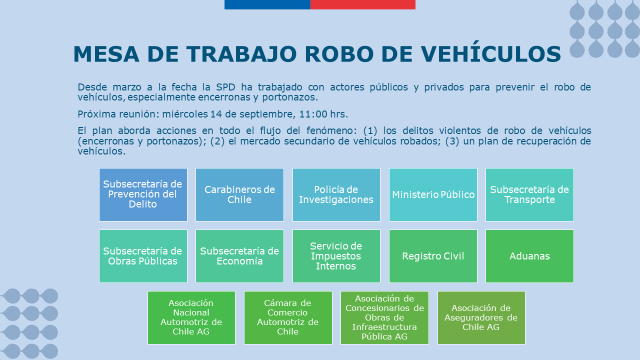 MESA DE TRABAJO ROBO DE VEHÍCULOS
Desde marzo a la fecha la SPD ha trabajado con actores públicos y privados para prevenir el robo de
vehículos, especialmente encerronas y portonazos.
Próxima reunión: miércoles 14 de septiembre, 11:00 hrs.
El plan aborda acciones en todo el flujo del fenómeno: (1) los delitos violentos de robo de vehículos
(encerronas y portonazos); (2) el mercado secundario de vehículos robados; (3) un plan de recuperación de
vehículos.
Subsecretaría de
Prevención del
Delito
Carabineros de
Chile
Policía de
Investigaciones
Ministerio Público
Subsecretaría de
Transporte
Subsecretaría de
Obras Públicas
Subsecretaría de
Economía
Servicio de
Impuestos
Internos
Registro Civil
Aduanas
Asociación
Nacional
Automotriz de
Chile AG
Cámara de
Comercio
Automotriz de
Chile
Asociación de
Concesionarios de
Obras de
Infraestructura
Pública AG
Asociación de
Aseguradores de
Chile AG